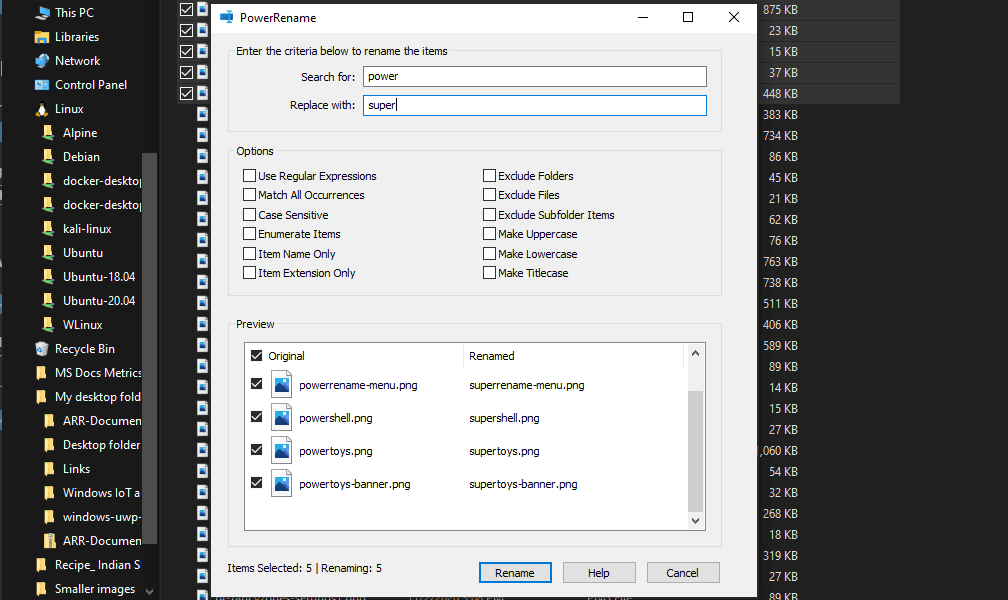 This PC
Libraries
Network
Control Panel
Linux
Alpine
Debian
docker-desktop
docker-desktop
kali-linux
Ubuntu
Ubuntu-18.04
Ubuntu-20.04
WLinux
Recycle Bin
MS Docs Metrics
My desktop fold
ARR-Documen
Desktop folder
Links
Windows IoT a
windows-uwp-
ARR-Documen
Recipe_ Indian S
Smaller images
PowerRename
Enter the criteria below to rename the items
Search for: power
Replace with: super
Options
Use Regular Expressions
Match All Occurrences
Case Sensitive
Enumerate Items
Item Name Only
Item Extension Only
Exclude Folders
Exclude Files
Exclude Subfolder Items
Make Uppercase
Make Lowercase
Make Titlecase
Preview
Original Renamed
powerrename-menu.png superrename-menu.png
powershell.png supershell.png
powertoys.png supertoys.png
powertoys-banner.png supertoys-banner.png
Items Selected: 5 | Renaming: 5
Rename Help Cancel
875 KB
23 KB
15 KB
37 KB
448 KB
383 KB
734 KB
86 KB
45 KB
21 KB
62 KB
76 KB
763 KB
738 KB
511 KB
406 KB
589 KB
89 KB
14 KB
15 KB
27 KB
,060 KB
54 KB
32 KB
268 KB
18 KB
319 KB
27 KB
89 KB